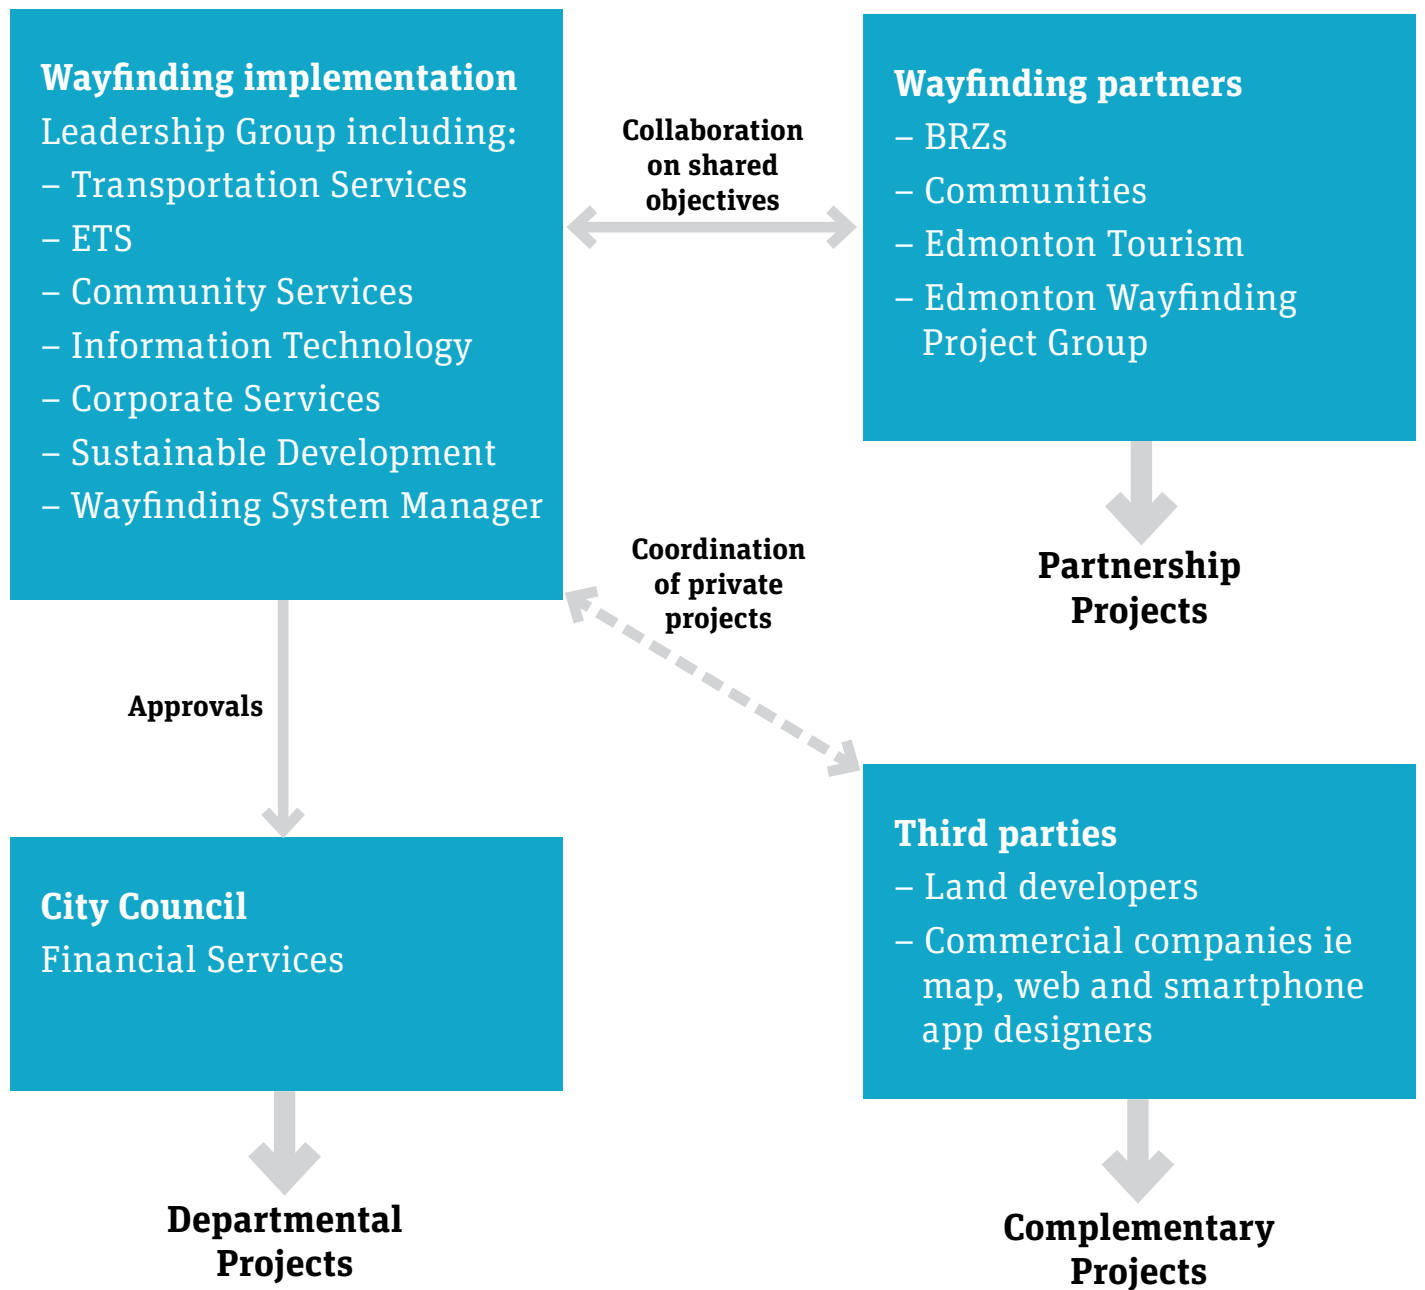 Wayfinding implementation
Leadership Group including:
– Transportation Services
– ETS
– Community Services
– Information Technology
– Corporate Services
– Sustainable Development
– Wayfinding System Manager
Collaboration
on shared
objectives
Wayfinding partners
– BRZs
– Communities
– Edmonton Tourism
– Edmonton Wayfinding
Project Group
Partnership
Projects
Coordination
of private
projects
Approvals
City Council
Financial Services
Departmental
Projects
Third parties
– Land developers
– Commercial companies ie
map, web and smartphone
app designers
Complementary
Projects